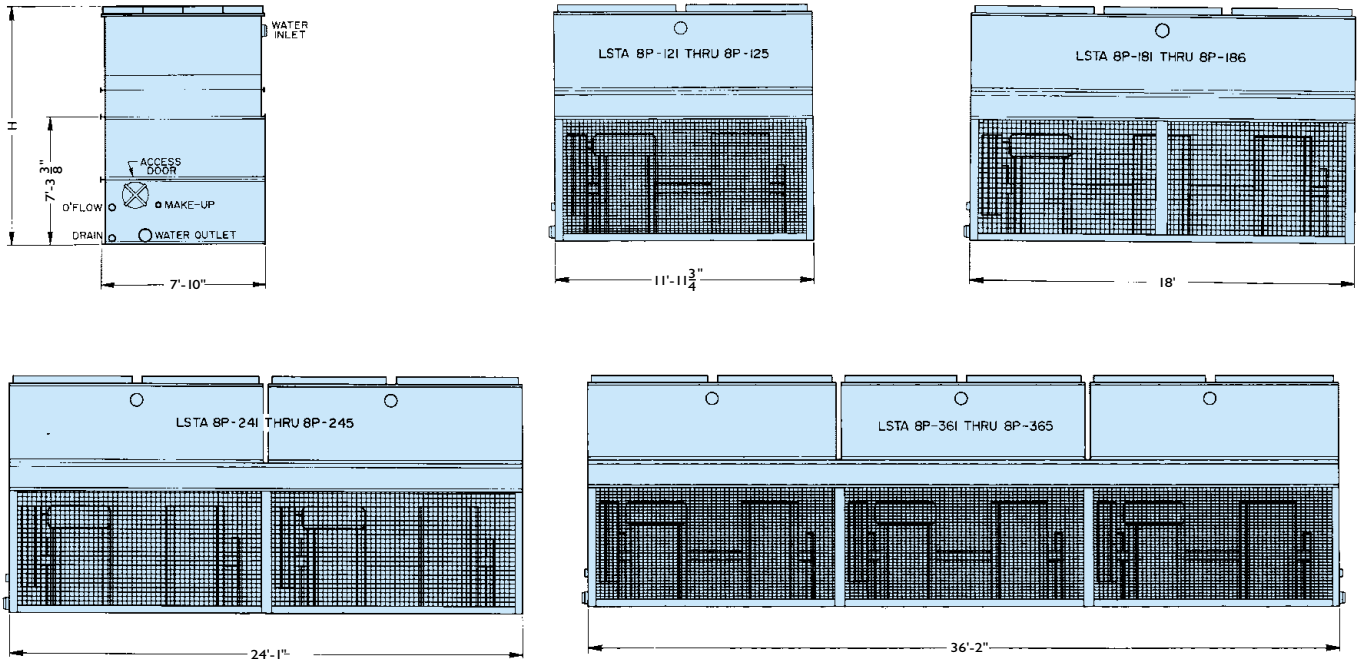 WATER
INLET
H
7'-3 3/8"
ACCESS
DOOR
O'FLOW
MAKE-UP
DRAIN
WATER OUTLET
7'-10"
LSTA 8P-121 THRU 8P-125
11'-11 3/4"
LSTA 8P-181 THRU 8P-186
18'
LSTA 8P-241 THRU 8P-245
24'-1"
LSTA 8P-361 THRU 8P-365
36'-2"